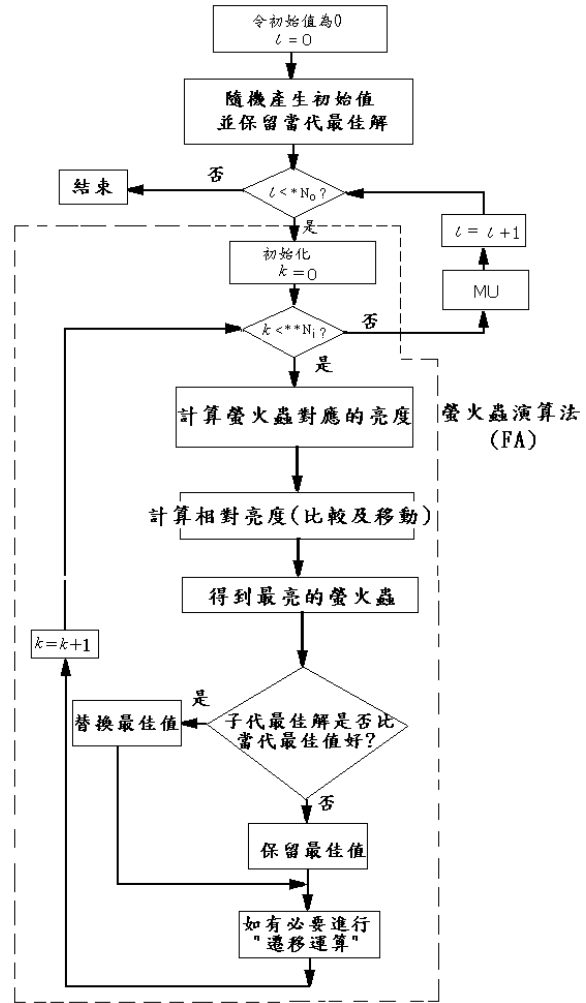 令初始值為0
ι=0
隨機產生初始值
並保留當代最佳解
否
結束
ι<*No?
是
ι= ι+1
初始化
k=0
MU
k<**Ni?
否
是
計算螢火蟲對應的亮度
螢火蟲演算法
(FA)
計算相對亮度(比較及移動)
得到最亮的螢火蟲
k=k+1
是
替換最佳值
子代最佳解是否比
當代最佳值好?
否
保留最佳值
如有必要進行
"遷移運算"